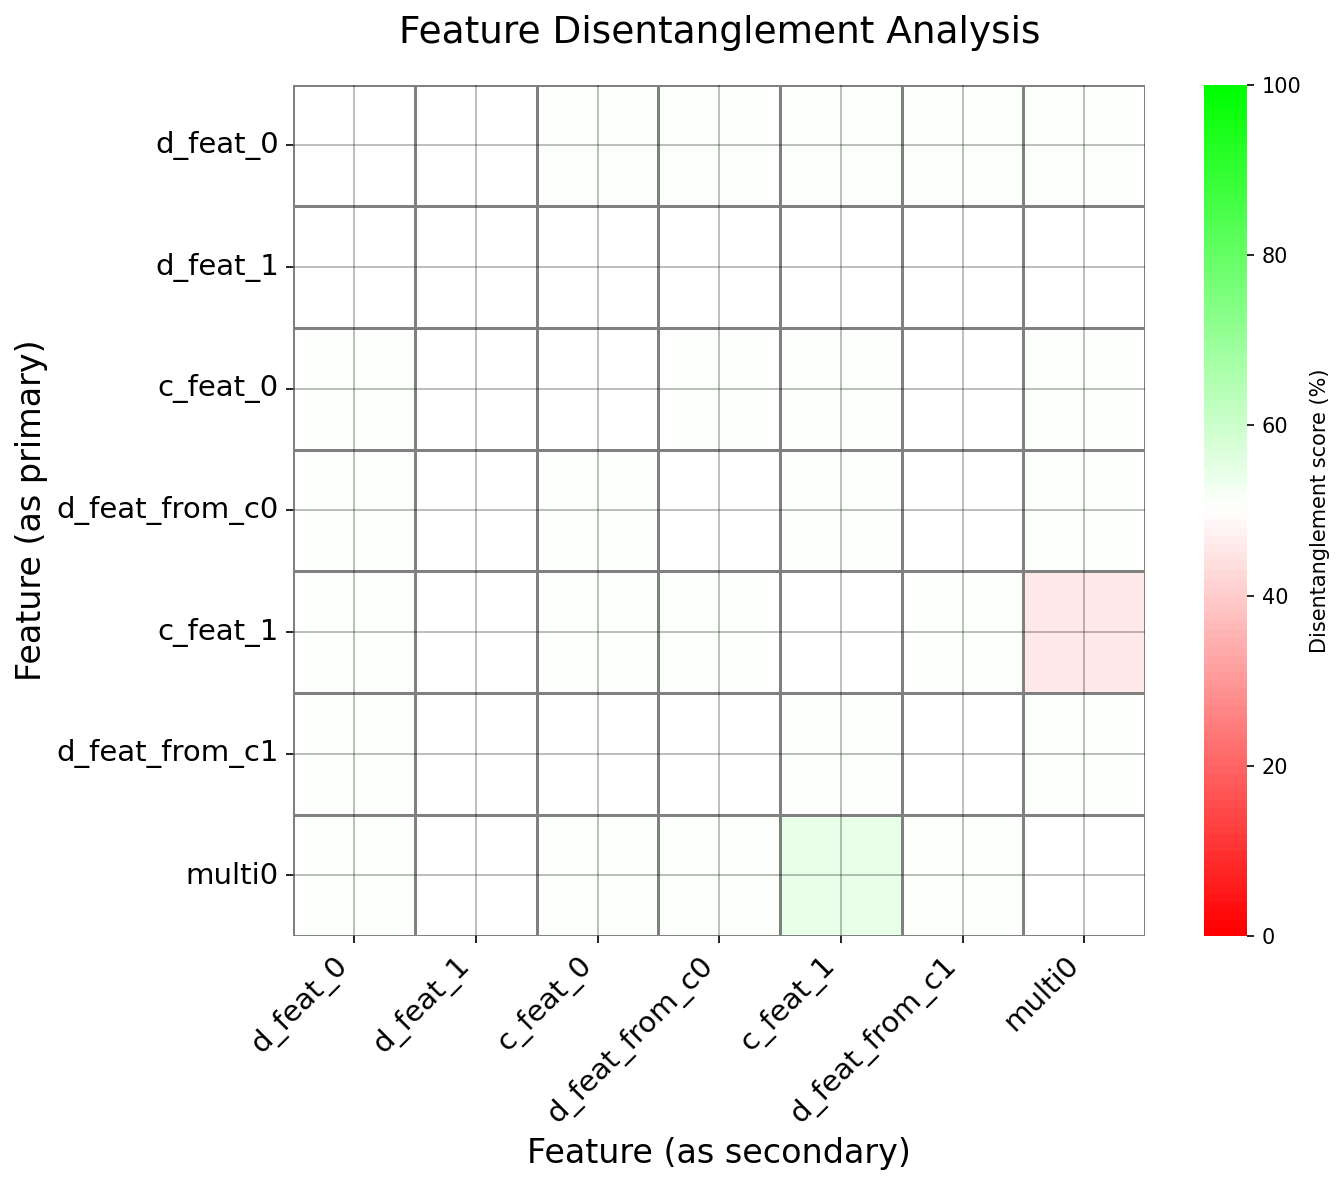 Feature Disentanglement Analysis
Feature (as primary)
d_feat_0
d_feat_1
c_feat_0
d_feat_from_c0
c_feat_1
d_feat_from_c1
multi0
d_feat_0
d_feat_1
c_feat_0
d_feat_from_c0
c_feat_1
d_feat_from_c1
multi0
Feature (as secondary)
100
80
60
40
20
0
Disentanglement score (%)